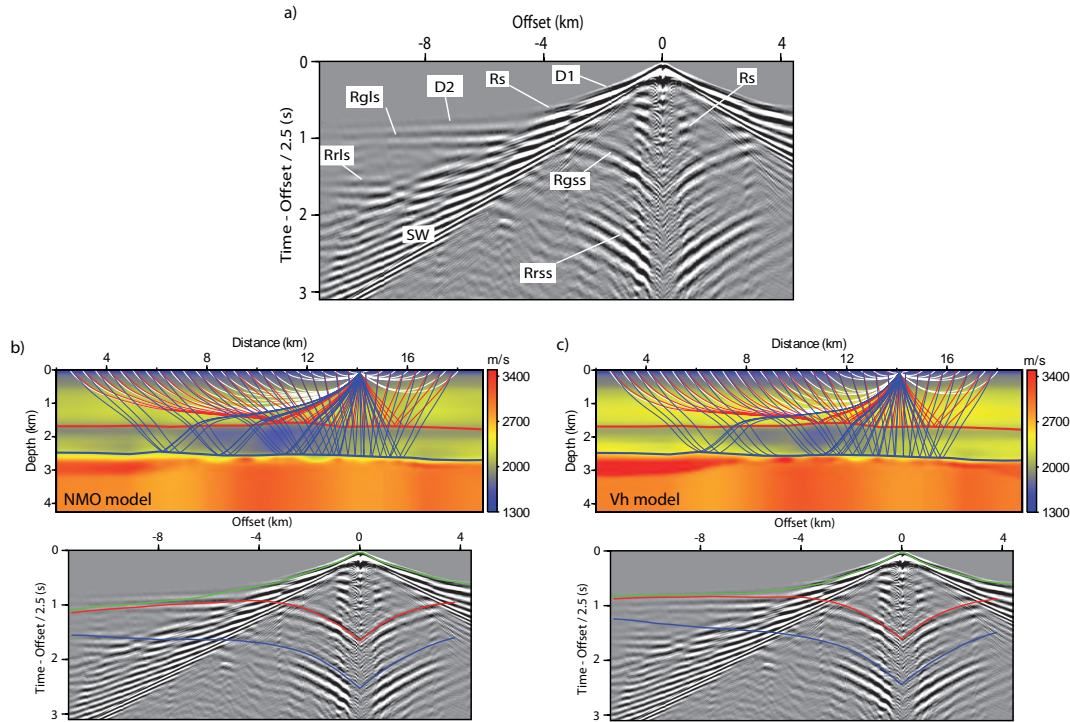 a)
Offset (km)
-8 -4 0 4
0
Rs D1 Rs
D2
Rgls
1
Rrls
Rgss
2
SW
Rrss
3
Time - Offset / 2.5 (s)
b)
Distance (km)
4 8 12 16
m/s
0
1
2
3
4
Depth (km)
NMO model
3400
2700
2000
1300
Offset (km)
-8 -4 0 4
0
1
2
3
Time - Offset / 2.5 (s)
c)
Distance (km)
4 8 12 16
m/s
0
1
2
3
4
Depth (km)
Vh model
3400
2700
2000
1300
Offset (km)
-8 -4 0 4
0
1
2
3
Time - Offset / 2.5 (s)